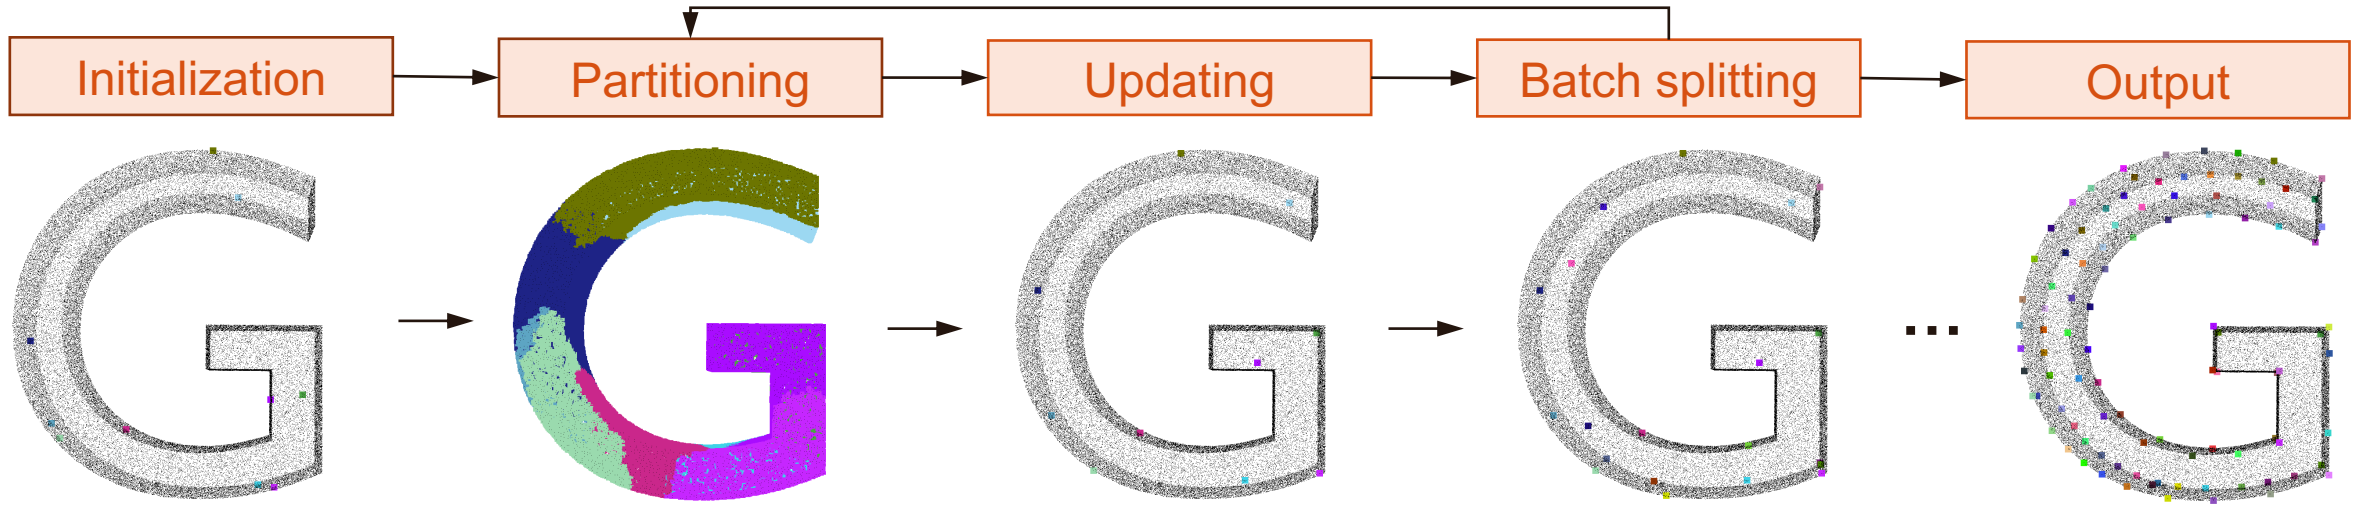 Initialization
Partitioning
Updating
Batch splitting
Output
...